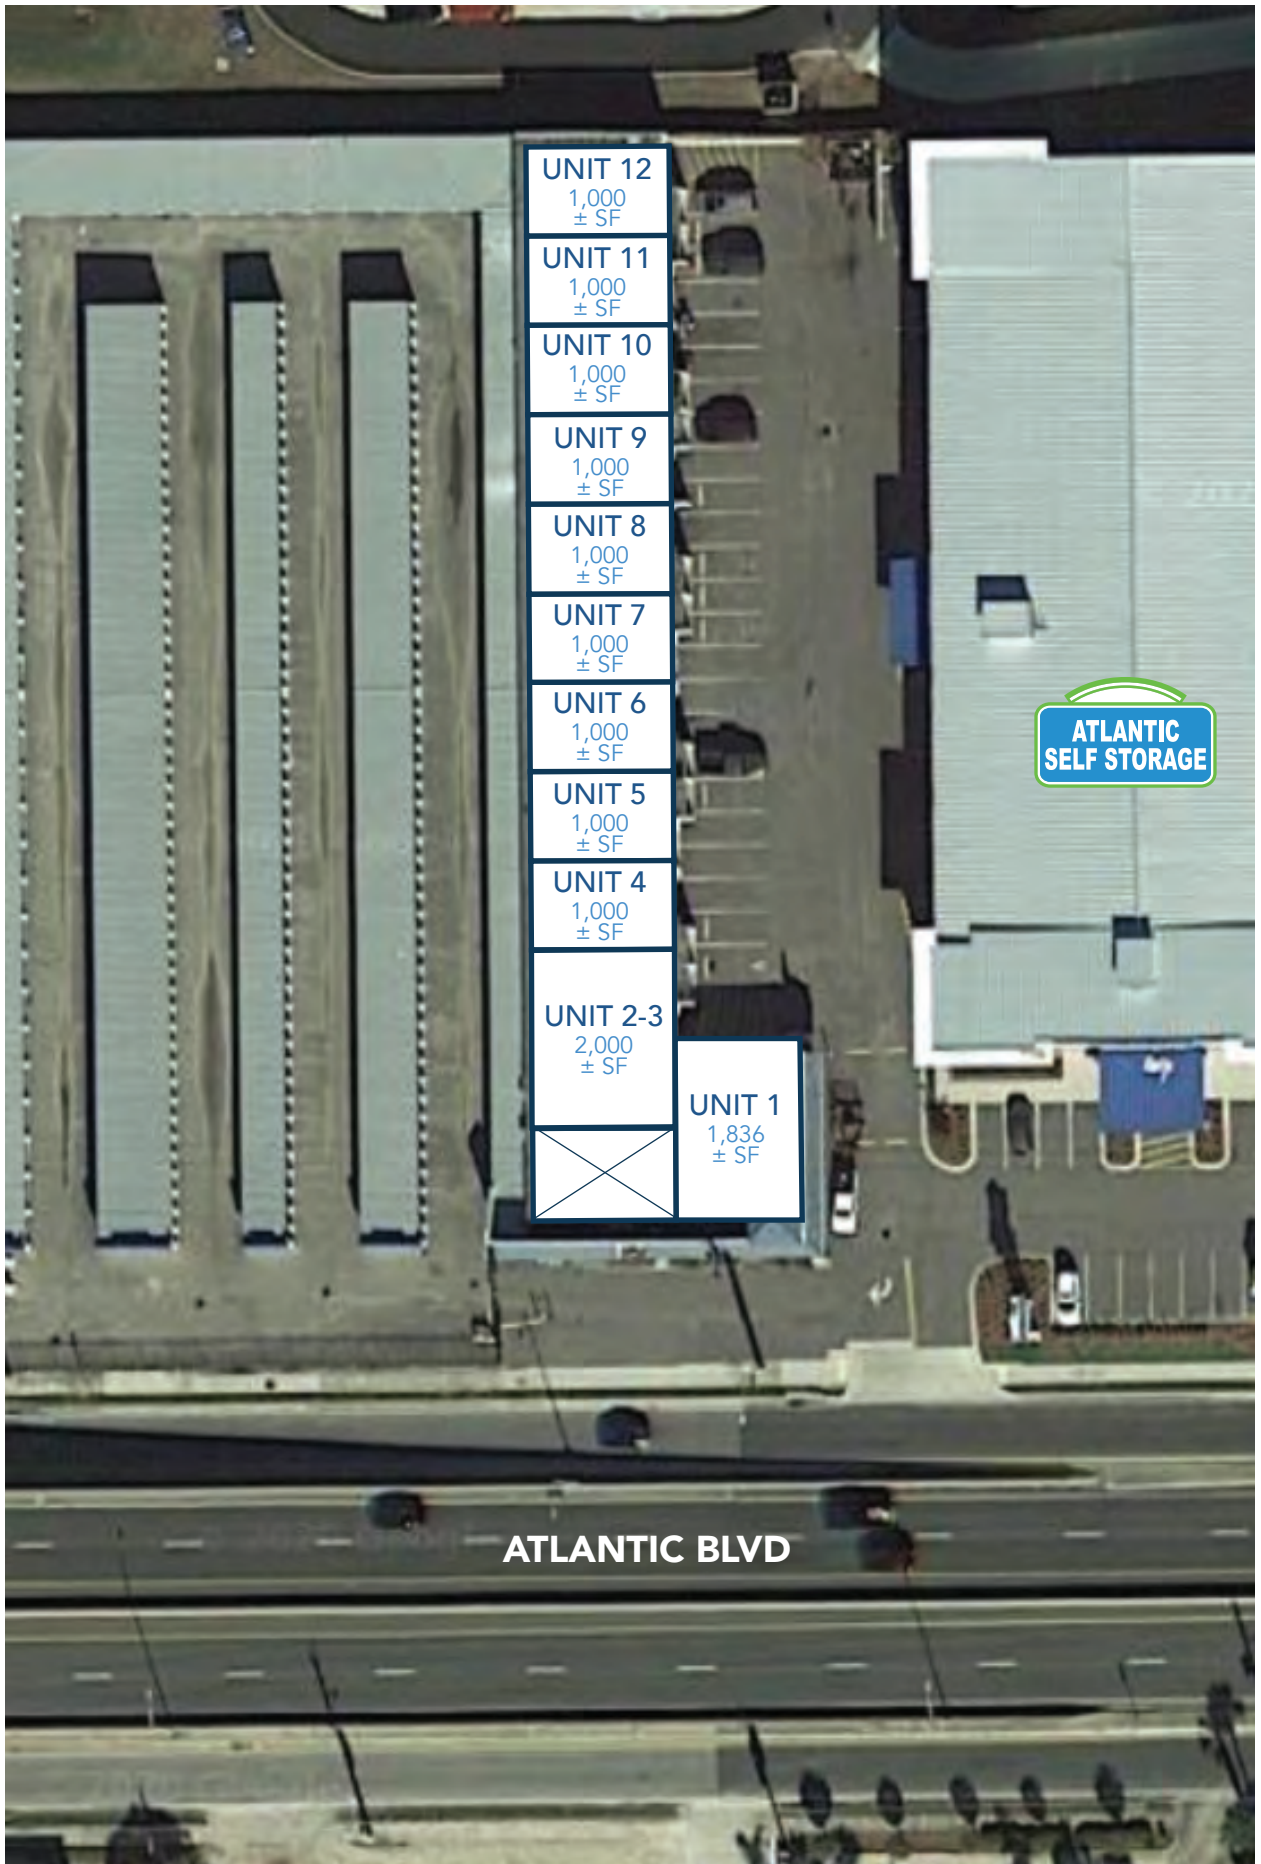 UNIT 12
1,000
± SF
UNIT 11
1,000
± SF
UNIT 10
1,000
± SF
UNIT 9
1,000
± SF
UNIT 8
1,000
± SF
UNIT 7
1,000
± SF
UNIT 6
1,000
± SF
UNIT 5
1,000
± SF
UNIT 4
1,000
± SF
UNIT 2-3
2,000
± SF
UNIT 1
1,836
± SF
ATLANTIC
SELF STORAGE
ATLANTIC BLVD